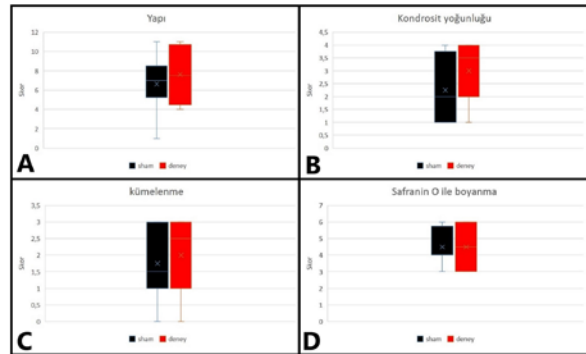 Yapı
12
10
8
6
4
2
0
Skor
sham deney
A
Kondrosit yoğunluğu
4,5
4
3,5
3
2,5
2
1,5
1
0,5
0
Skor
sham deney
B
kümelenme
3,5
3
2,5
2
1,5
1
0,5
0
Skor
sham deney
C
Safranin O ile boyanma
7
6
5
4
3
2
1
0
Skor
sham deney
D